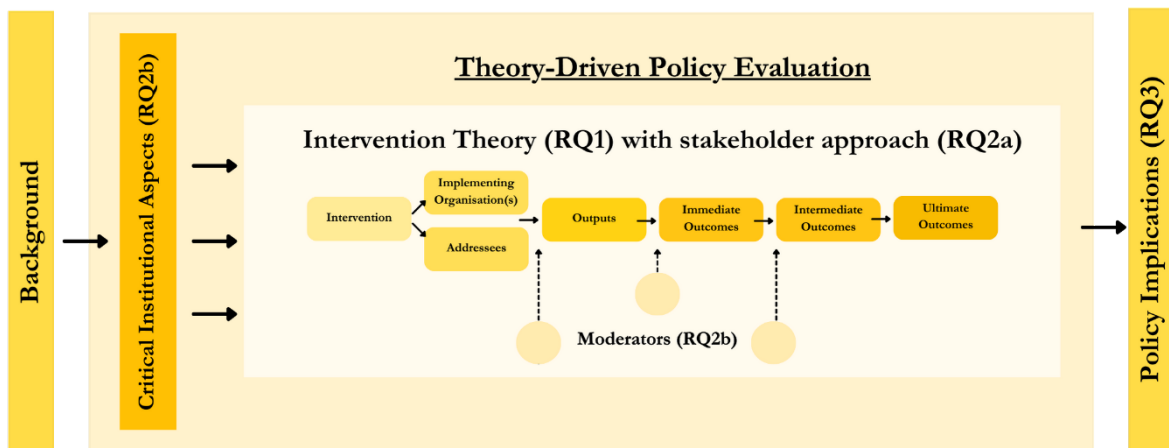 Background
Critical Institutional Aspects (RQ2b)
Theory-Driven Policy Evaluation
Intervention Theory (RQ1) with stakeholder approach (RQ2a)
Intervention
Implementing
Organisation(s)
Addressees
Outputs
Immediate
Outcomes
Intermediate
Outcomes
Ultimate
Outcomes
Moderators (RQ2b)
Policy Implications (RQ3)